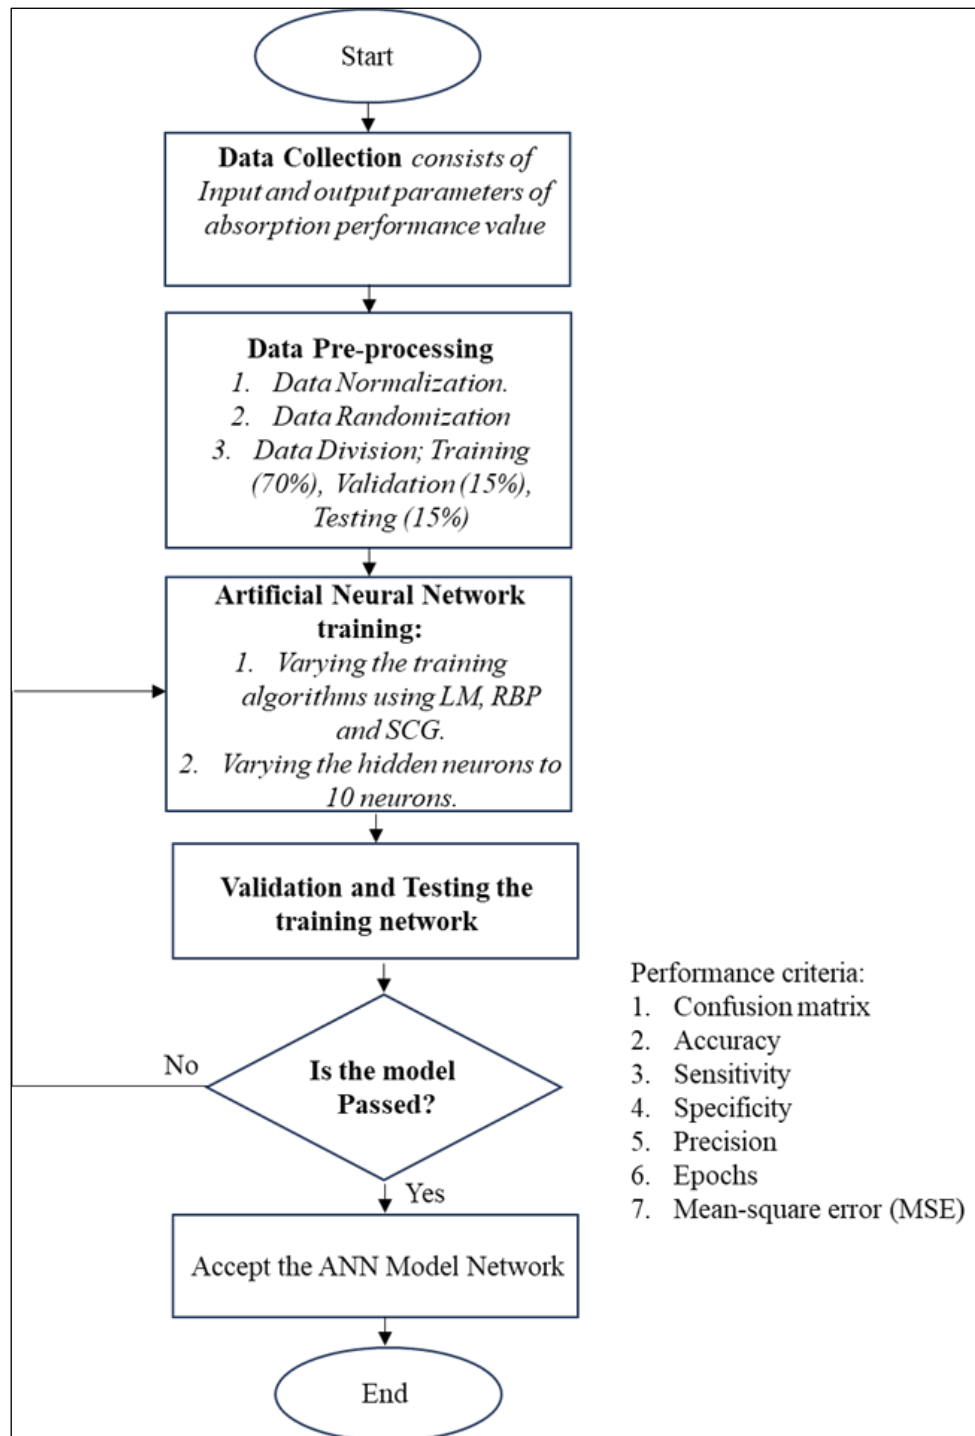 Start
Data Collection consists of
Input and output parameters of
absorption performance value
Data Pre-processing
1. Data Normalization.
2. Data Randomization
3. Data Division; Training
(70%), Validation (15%),
Testing (15%)
Artificial Neural Network
training:
1. Varying the training
algorithms using LM, RBP
and SCG.
2. Varying the hidden neurons to
10 neurons.
Validation and Testing the
training network
Is the model
Passed?
No
Yes
Performance criteria:
1. Confusion matrix
2. Accuracy
3. Sensitivity
4. Specificity
5. Precision
6. Epochs
7. Mean-square error (MSE)
Accept the ANN Model Network
End